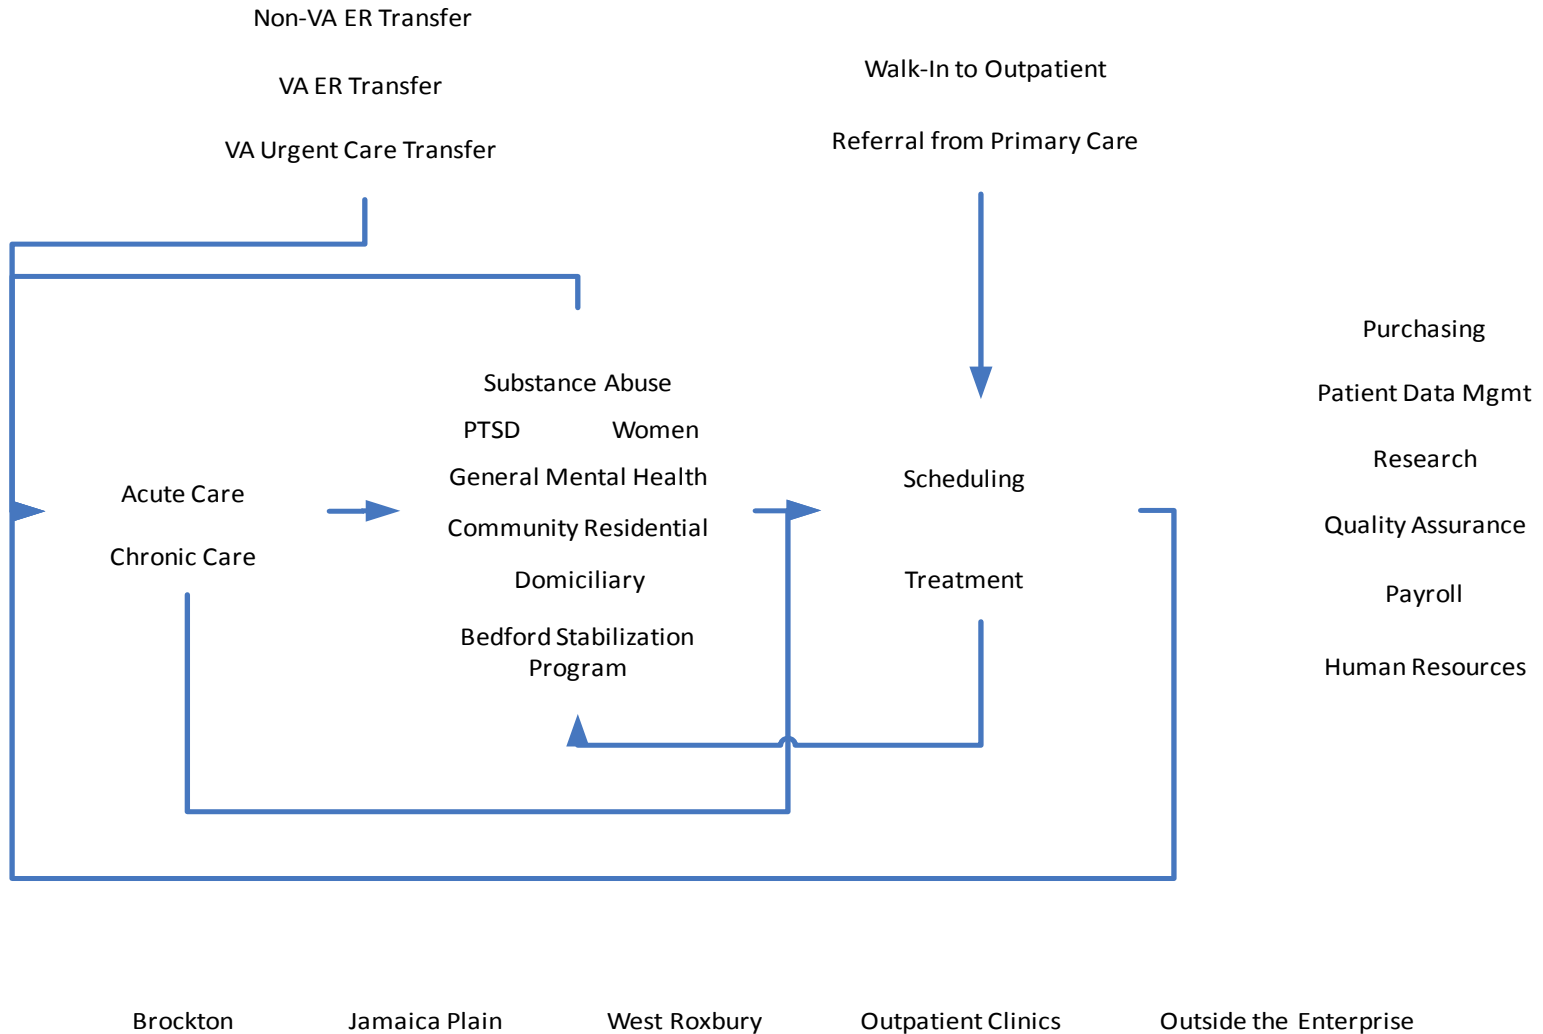 Non-VA ER Transfer
VA ER Transfer
VA Urgent Care Transfer
Walk-In to Outpatient
Referral from Primary Care
Acute Care
Chronic Care
Substance Abuse
PTSD Women
General Mental Health
Community Residential
Domiciliary
Bedford Stabilization
Program
Scheduling
Treatment
Purchasing
Patient Data Mgmt
Research
Quality Assurance
Payroll
Human Resources
Brockton
Jamaica Plain
West Roxbury
Outpatient Clinics
Outside the Enterprise